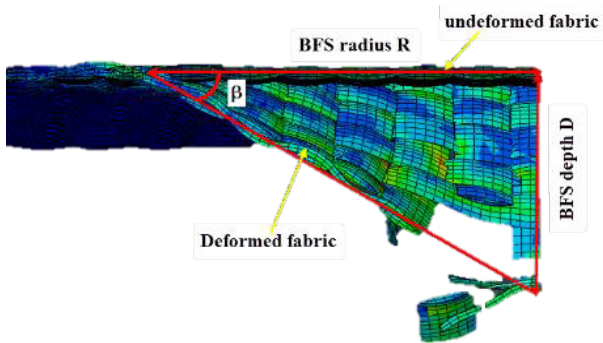 undeformed fabric
BFS radius R
β
BFS depth D
Deformed fabric